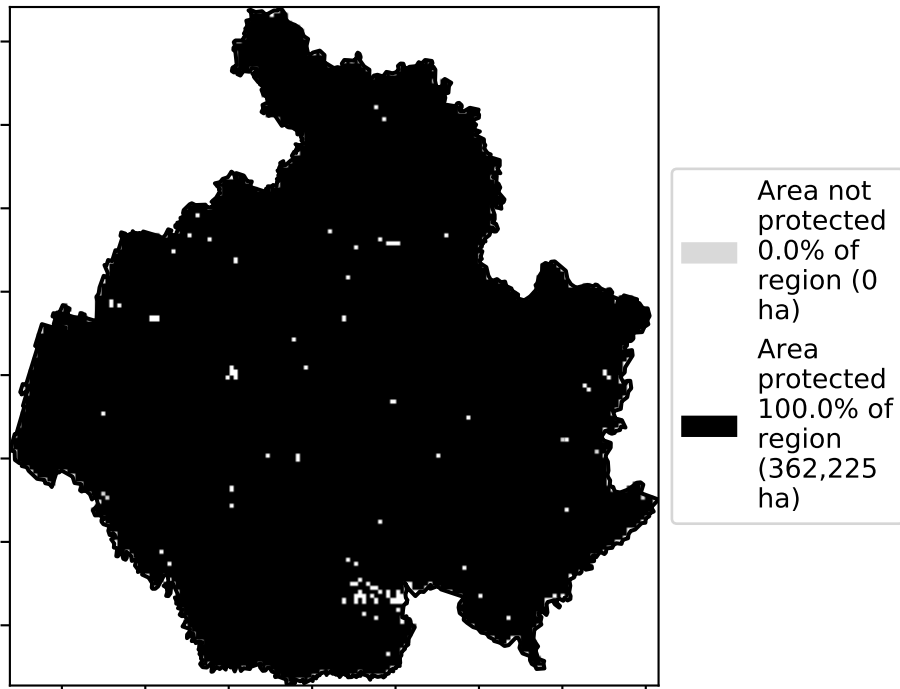 Area not
protected
0.0% of
region (0
ha)
Area
protected
100.0% of
region
(362,225
ha)